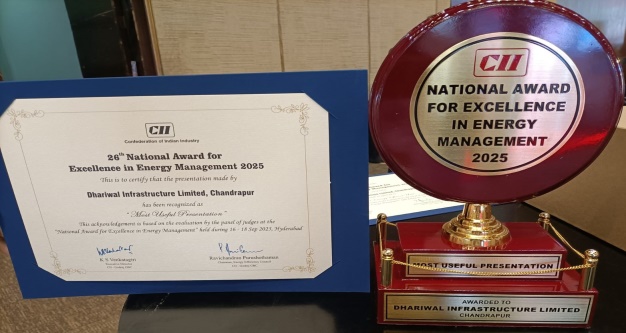 CII
Confederation of Indian Industry
26th National Award for
Excellence in Energy Management 2025
This is to certify that the presentation made by
Dhariwal Infrastructure Limited, Chandrapur
has been recognized as
"Most Useful Presentation"
This acknowledgement is based on the evaluation by the panel of judges at the
"National Award for Excellence in Energy Management" held during 16 - 18 Sep 2025, Hyderabad
K S Venkatagiri
Ravichandran Purushothaman
CII
NATIONAL AWARD
FOR EXCELLENCE
IN ENERGY
MANAGEMENT
2025
MOST USEFUL PRESENTATION
AWARDED TO
DHARIWAL INFRASTRUCTURE LIMITED
CHANDRAPUR